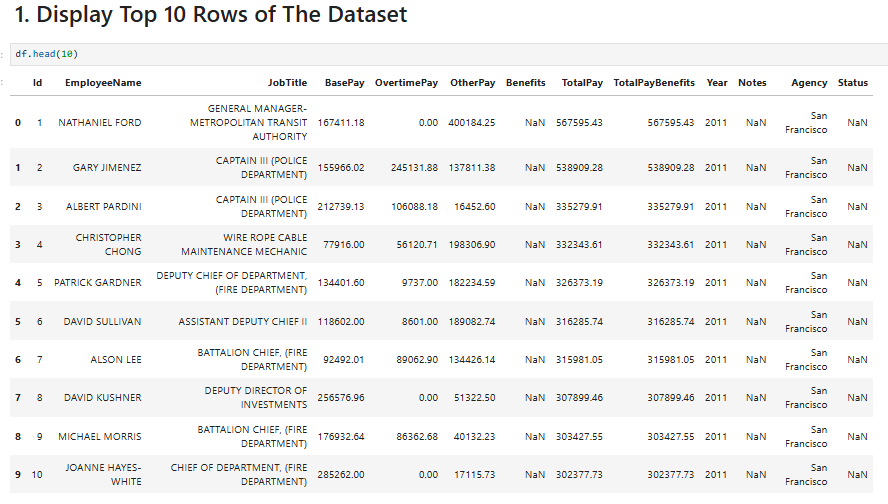 1. Display Top 10 Rows of The Dataset
df.head(10)
Id EmployeeName JobTitle BasePay OvertimePay OtherPay Benefits TotalPay TotalPayBenefits Year Notes Agency Status
0 1 NATHANIEL FORD GENERAL MANAGER-METROPOLITAN TRANSIT AUTHORITY 167411.18 0.00 400184.25 NaN 567595.43 567595.43 2011 NaN San Francisco NaN
1 2 GARY JIMENEZ CAPTAIN III (POLICE DEPARTMENT) 155966.02 245131.88 137811.38 NaN 538909.28 538909.28 2011 NaN San Francisco NaN
2 3 ALBERT PARDINI CAPTAIN III (POLICE DEPARTMENT) 212739.13 106088.18 16452.60 NaN 335279.91 335279.91 2011 NaN San Francisco NaN
3 4 CHRISTOPHER CHONG WIRE ROPE CABLE MAINTENANCE MECHANIC 77916.00 56120.71 198306.90 NaN 332343.61 332343.61 2011 NaN San Francisco NaN
4 5 PATRICK GARDNER DEPUTY CHIEF OF DEPARTMENT, (FIRE DEPARTMENT) 134401.60 9737.00 182234.59 NaN 326373.19 326373.19 2011 NaN San Francisco NaN
5 6 DAVID SULLIVAN ASSISTANT DEPUTY CHIEF II 118602.00 8601.00 189082.74 NaN 316285.74 316285.74 2011 NaN San Francisco NaN
6 7 ALSON LEE BATTALION CHIEF, (FIRE DEPARTMENT) 92492.01 89062.90 134426.14 NaN 315981.05 315981.05 2011 NaN San Francisco NaN
7 8 DAVID KUSHNER DEPUTY DIRECTOR OF INVESTMENTS 256576.96 0.00 51322.50 NaN 307899.46 307899.46 2011 NaN San Francisco NaN
8 9 MICHAEL MORRIS BATTALION CHIEF, (FIRE DEPARTMENT) 176932.64 86362.68 40132.23 NaN 303427.55 303427.55 2011 NaN San Francisco NaN
9 10 JOANNE HAYES-WHITE CHIEF OF DEPARTMENT, (FIRE DEPARTMENT) 285262.00 0.00 17115.73 NaN 302377.73 302377.73 2011 NaN San Francisco NaN